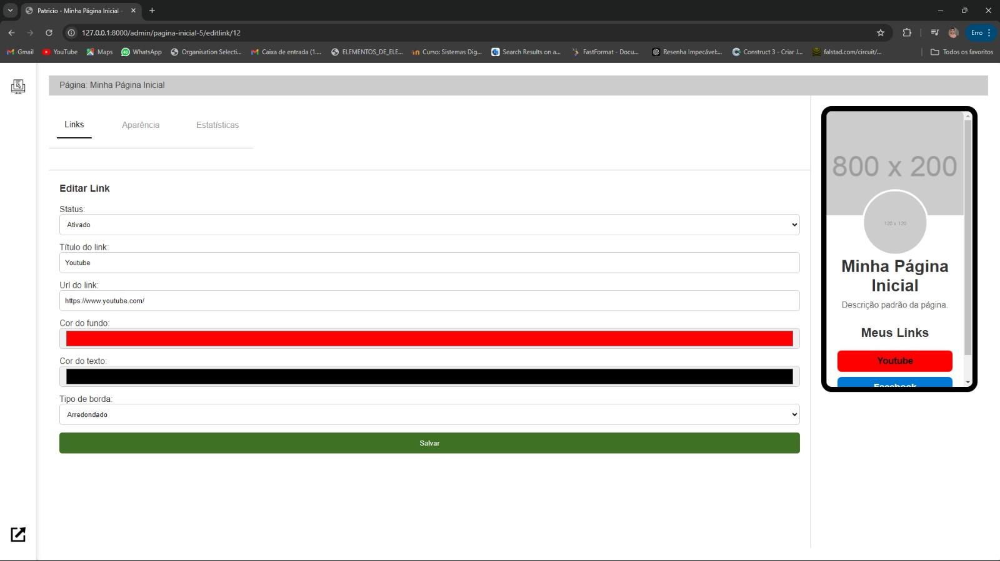 Patricio - Minha Página Inicial -
127.0.0.1:8000/admin/pagina-inicial-5/editlink/12
Erro
Gmail YouTube Maps WhatsApp Organisation Selecti... Caixa de entrada (1.... ELEMENTOS_DE_ELE... Curso: Sistemas Dig... Search Results on a... FastFormat - Docu... Resenha Impecável:... Construct 3 - Criar J... falstad.com/circuit/... Todos os favoritos
Página: Minha Página Inicial
Links Aparência Estatísticas
Editar Link
Status:
Ativado
Título do link:
Youtube
Url do link:
https://www.youtube.com/
Cor do fundo:
Cor do texto:
Tipo de borda:
Arredondado
Salvar
800 x 200
120 x 120
Minha Página
Inicial
Descrição padrão da página.
Meus Links
Youtube
Facebook